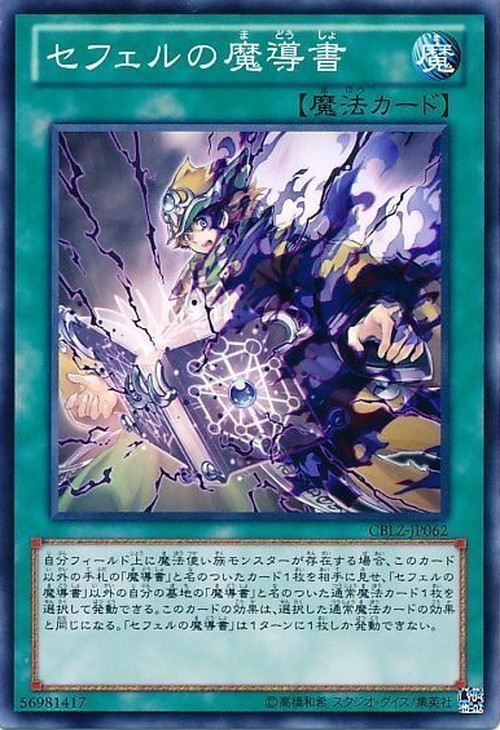 セフェルの魔導書
魔
【魔法カード】
CBLZ-JP062
自分フィールド上に魔法使い族モンスターが存在する場合、このカード
以外の手札の「魔導書」と名のついたカード1枚を相手に見せ、「セフェルの
魔導書」以外の自分の墓地の「魔導書」と名のついた通常魔法カード1枚を
選択して発動できる。このカードの効果は、選択した通常魔法カードの効果
と同じになる。「セフェルの魔導書」は1ターンに1枚しか発動できない。
56981417
©高橋和希 スタジオ・ダイス/集英社